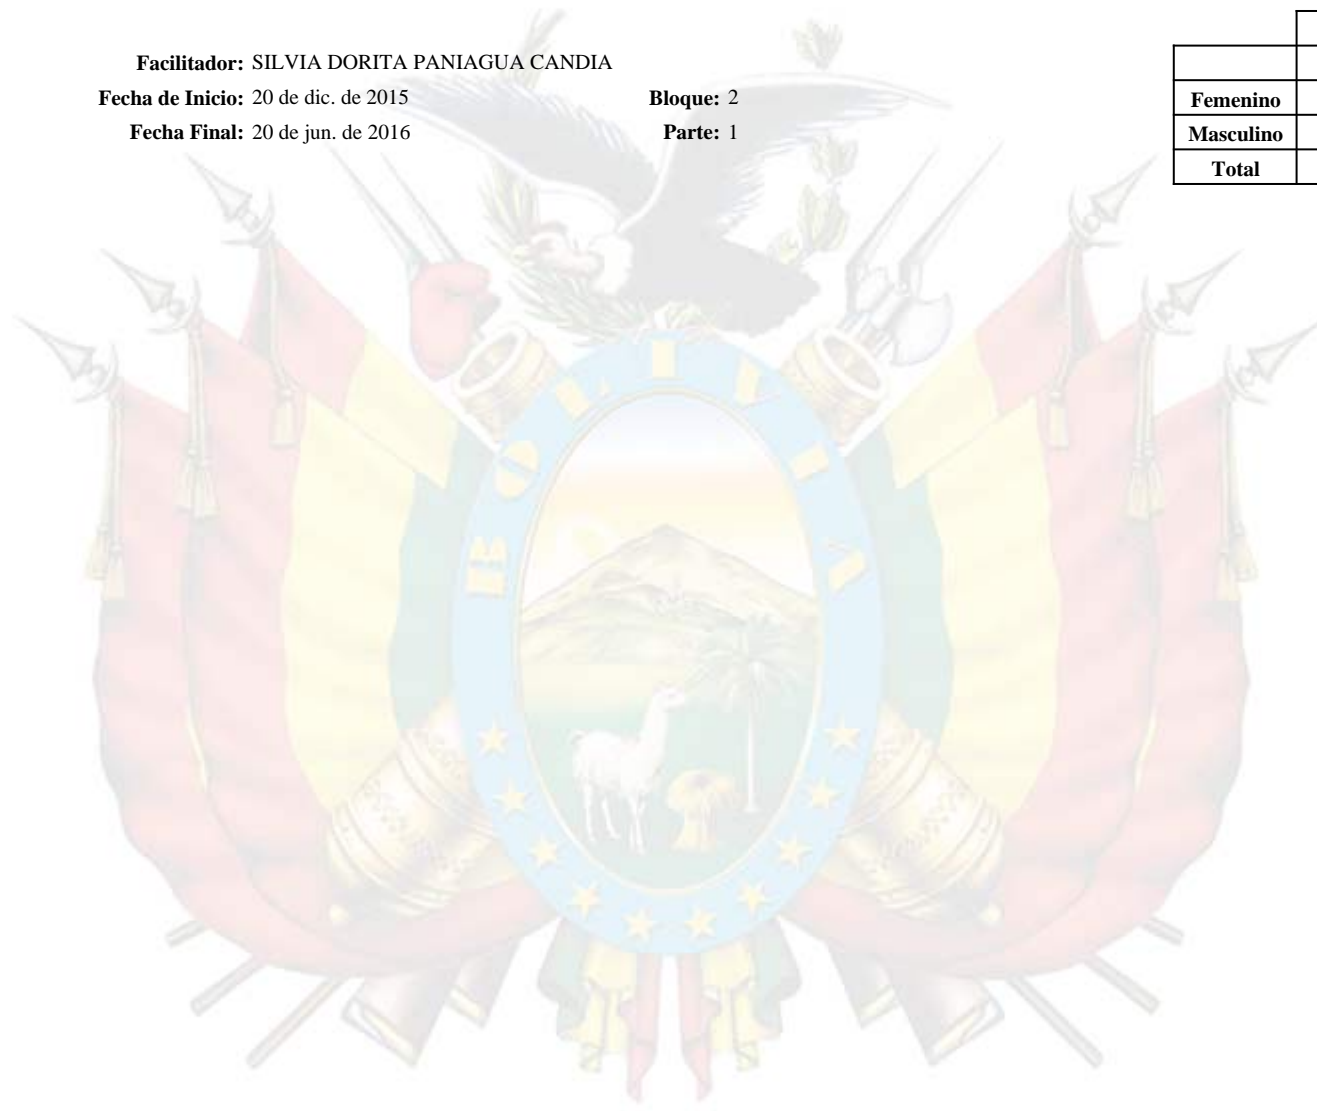 Facilitador: SILVIA DORITA PANIAGUA CANDIA
Fecha de Inicio: 20 de dic. de 2015 Bloque: 2
Fecha Final: 20 de jun. de 2016 Parte: 1
Femenino
Masculino
Total
BOLIVIA